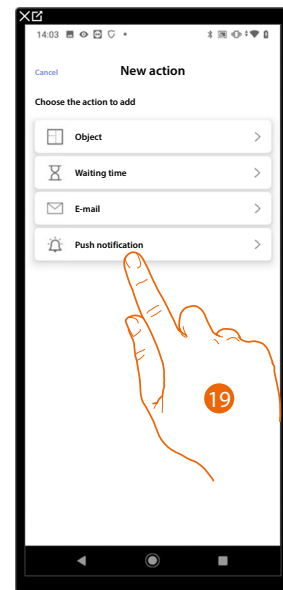 14:03
Cancel New action
Choose the action to add
Object
Waiting time
E-mail
Push notification
19